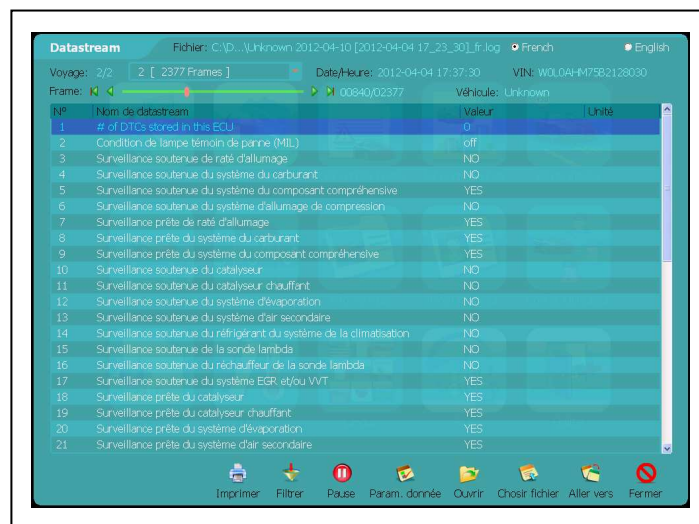 Datastream Fichier: C:\D...\Unknown 2012-04-10 [2012-04-04 17_23_30]_fr.log French English
Voyage: 2/2 2 [ 2377 Frames ] Date/Heure: 2012-04-04 17:37:30 VIN: W0L0AHM75B2128030
Frame: 00840/02377 Véhicule: Unknown
N° Nom de datastream Valeur Unité
1 # of DTCs stored in this ECU 0
2 Condition de lampe témoin de panne (MIL) off
3 Surveillance soutenue de raté d'allumage NO
4 Surveillance soutenue du système du carburant NO
5 Surveillance soutenue du système du composant compréhensive YES
6 Surveillance soutenue du système d'allumage de compression NO
7 Surveillance prête de raté d'allumage YES
8 Surveillance prête du système du carburant YES
9 Surveillance prête du système du composant compréhensive YES
10 Surveillance soutenue du catalyseur NO
11 Surveillance soutenue du catalyseur chauffant NO
12 Surveillance soutenue du système d'évaporation NO
13 Surveillance soutenue du système d'air secondaire NO
14 Surveillance soutenue du réfrigérant du système de la climatisation NO
15 Surveillance soutenue de la sonde lambda NO
16 Surveillance soutenue du réchauffeur de la sonde lambda NO
17 Surveillance soutenue du système EGR et/ou VVT YES
18 Surveillance prête du catalyseur YES
19 Surveillance prête du catalyseur chauffant YES
20 Surveillance prête du système d'évaporation YES
21 Surveillance prête du système d'air secondaire YES
Imprimer Filtrer Pause Param. donnée Ouvrir Chosir fichier Aller vers Fermer